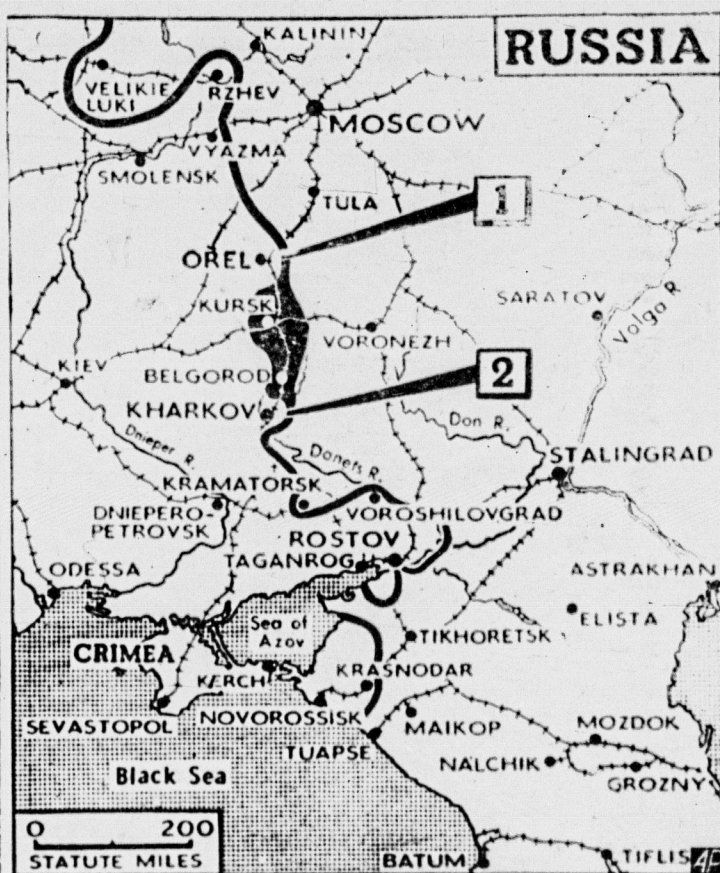 RUSSIA
KALININ
VELIKIE
LUKI
RZHEV
MOSCOW
VYAZMA
SMOLENSK
TULA
1
OREL
KURSK
SARATOV
Volga R.
VORONEZH
KIEV
BELGOROD
2
KHARKOV
Don R.
Dnieper R.
Donets R.
STALINGRAD
KRAMATORSK
DNIEPERO-
PETROVSK
VOROSHILOVGRAD
ROSTOV
TAGANROG
ODESSA
ASTRAKHAN
Sea of
Azov
ELISTA
CRIMEA
TIKHORETSK
KERCH
KRASNODAR
SEVASTOPOL
NOVOROSSISK
MAIKOP
MOZDOK
TUAPSE
NALCHIK
Black Sea
GROZNY
0 200
STATUTE MILES
BATUM
TIFLIS
AP